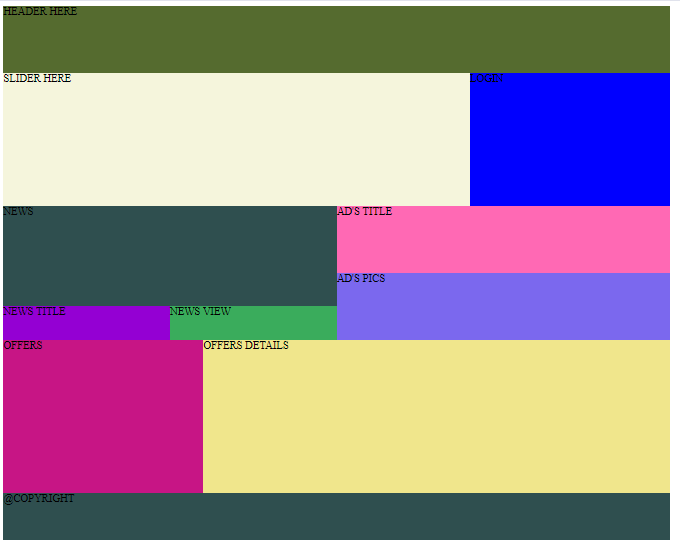 HEADER HERE
SLIDER HERE
LOGIN
NEWS
AD'S TITLE
AD'S PICS
NEWS TITLE
NEWS VIEW
OFFERS
OFFERS DETAILS
@COPYRIGHT